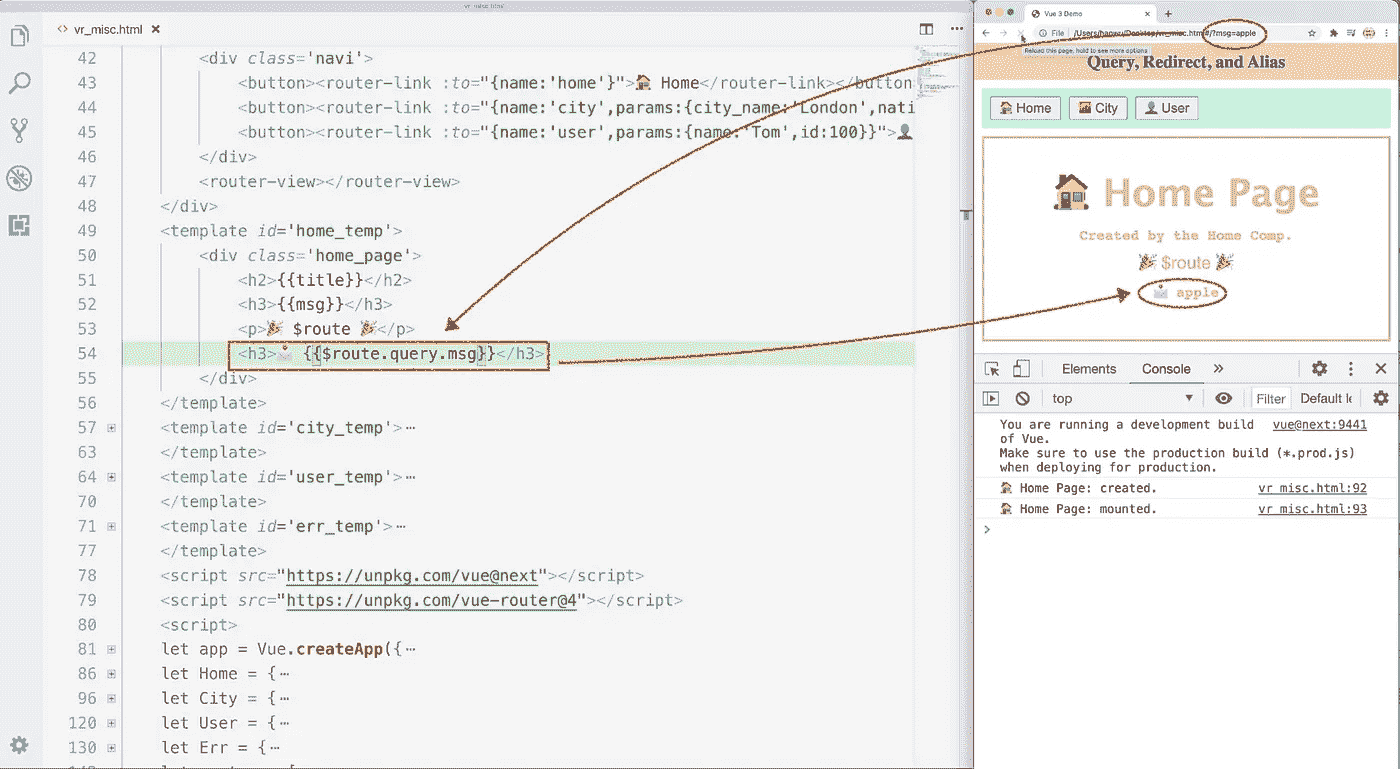 vr_misc.html
vr_misc.html
42 <div class='navi'>
43 <button><router-link :to="{name:'home'}">🏠 Home</router-link></button
44 <button><router-link :to="{name:'city',params:{city_name:'London',nati
45 <button><router-link :to="{name:'user',params:{name:'Tom',id:100}}">👤
46 </div>
47 <router-view></router-view>
48 </div>
49 <template id='home_temp'>
50 <div class='home_page'>
51 <h2>{{title}}</h2>
52 <h3>{{msg}}</h3>
53 <p>🎉 $route 🎉</p>
54 <h3>📩 {{$route.query.msg}}</h3>
55 </div>
56 </template>
57 <template id='city_temp'>⋯
63 </template>
64 <template id='user_temp'>⋯
70 </template>
71 <template id='err_temp'>⋯
77 </template>
78 <script src="https://unpkg.com/vue@next"></script>
79 <script src="https://unpkg.com/vue-router@4"></script>
80 <script>
81 let app = Vue.createApp({⋯
86 let Home = {⋯
96 let City = {⋯
120 let User = {⋯
130 let Err = {⋯
Vue 3 Demo
File /Users/ /Desktop/vr_misc.html#/?msg=apple
Reload this page, hold to see more options
Query, Redirect, and Alias
🏠 Home 🌇 City 👤 User
🏠 Home Page
Created by the Home Comp.
🎉 $route 🎉
📩 apple
Elements Console »
top Filter Default le
You are running a development build vue@next:9441
of Vue.
Make sure to use the production build (*.prod.js)
when deploying for production.
🏠 Home Page: created. vr_misc.html:92
🏠 Home Page: mounted. vr_misc.html:93
>